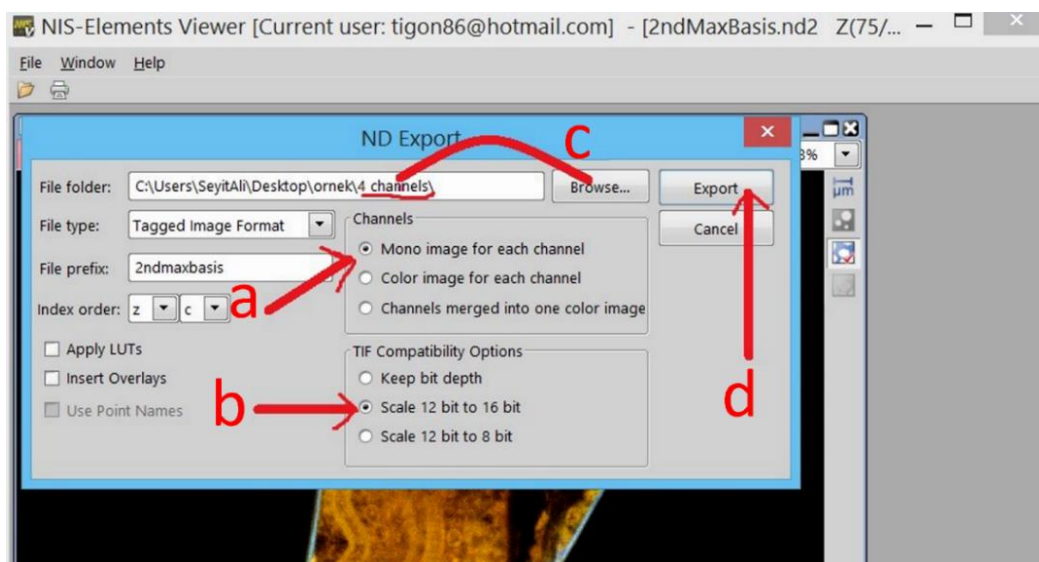 NIS-Elements Viewer [Current user: tigon86@hotmail.com] - [2ndMaxBasis.nd2 Z(75/...
File Window Help
ND Export
c
8%
File folder: C:\Users\SeyitAli\Desktop\ornek\4 channels\ Browse... Export
µm
File type: Tagged Image Format Channels Cancel
Mono image for each channel
File prefix: 2ndmaxbasis Color image for each channel
Index order: z c a Channels merged into one color image
Apply LUTs TIF Compatibility Options
Insert Overlays Keep bit depth
Use Point Names b Scale 12 bit to 16 bit d
Scale 12 bit to 8 bit